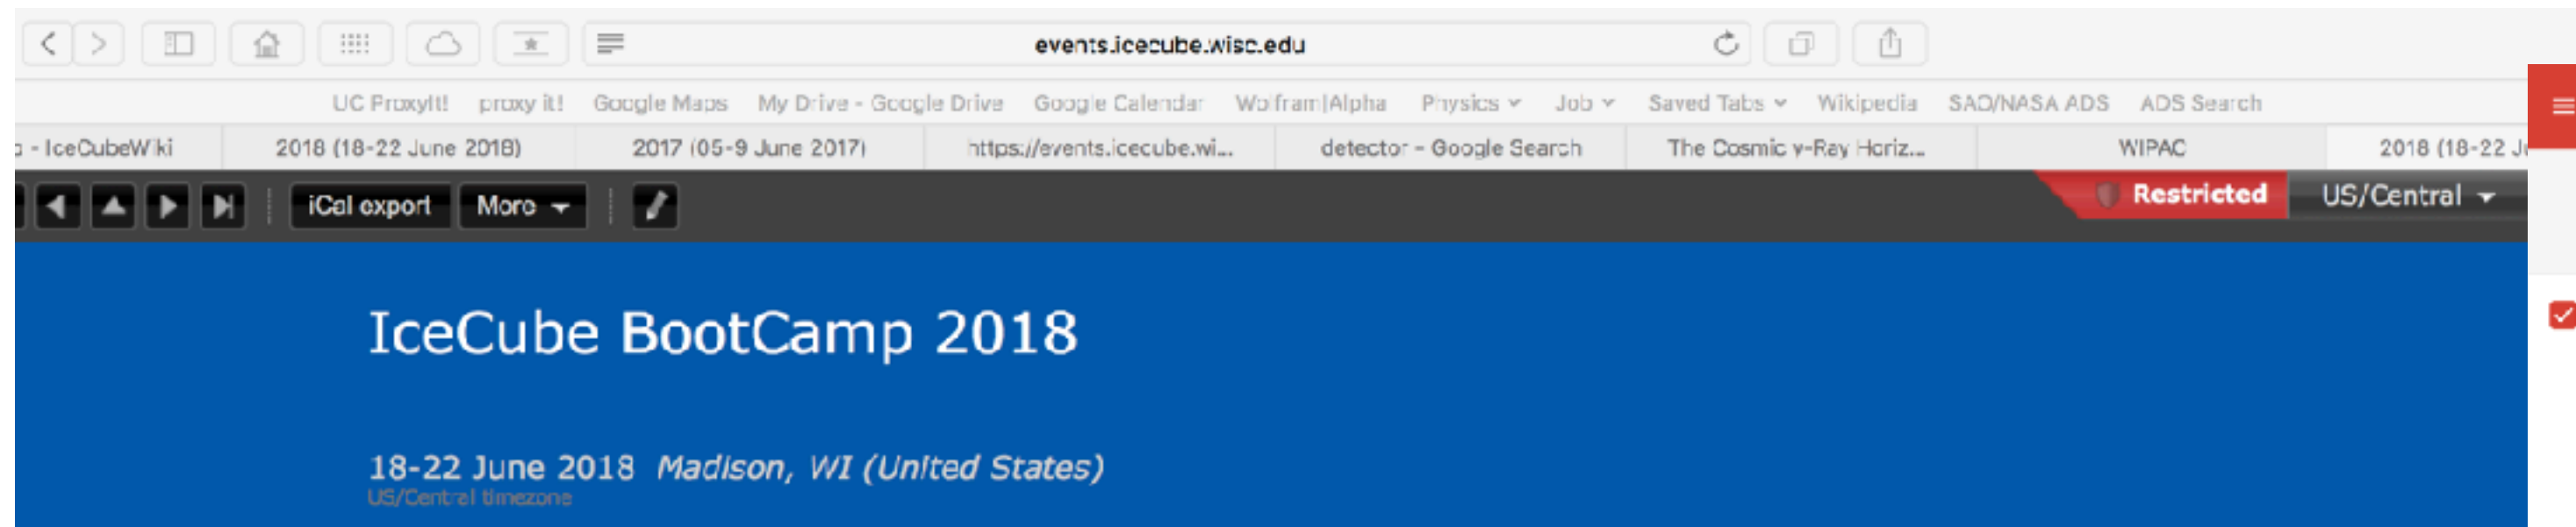 events.icecube.wisc.edu
UC ProxyIt! proxy it! Google Maps My Drive - Google Drive Google Calendar Wolfram|Alpha Physics Job Saved Tabs Wikipedia SAO/NASA ADS ADS Search
- IceCubeWiki 2018 (18-22 June 2018) 2017 (05-9 June 2017) https://events.icecube.wi... detector - Google Search The Cosmic γ-Ray Horiz... WIPAC 2018 (18-22 Ju
iCal export More Restricted US/Central
IceCube BootCamp 2018
18-22 June 2018 Madison, WI (United States)
US/Central timezone